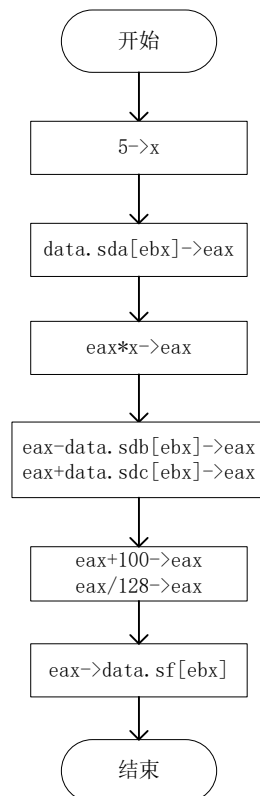 开始
5->x
data.sda[ebx]->eax
eax*x->eax
eax-data.sdb[ebx]->eax
eax+data.sdc[ebx]->eax
eax+100->eax
eax/128->eax
eax->data.sf[ebx]
结束